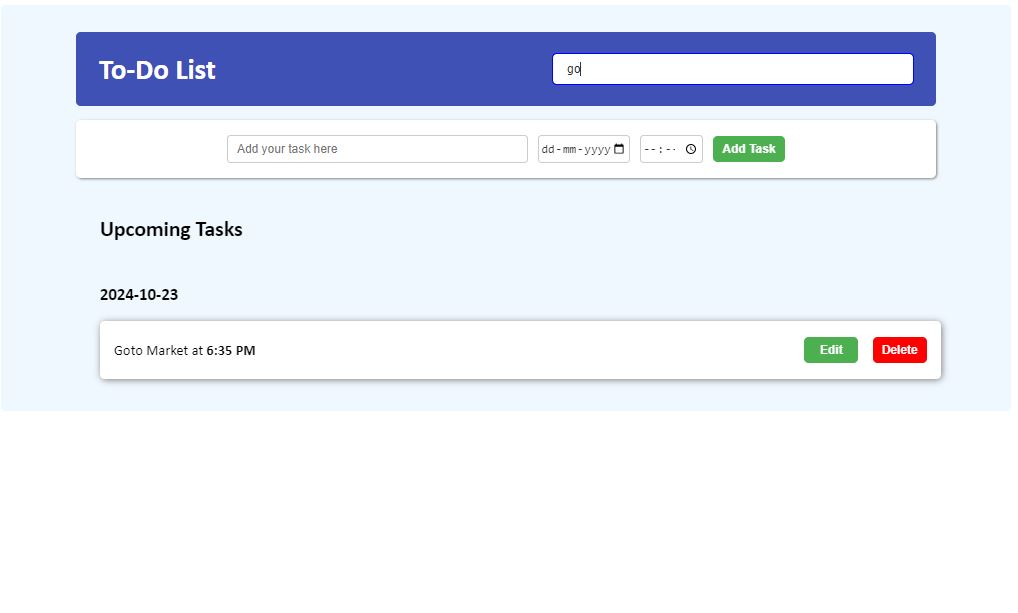 To-Do List
go
Add your task here
dd-mm-yyyy
--:--
Add Task
Upcoming Tasks
2024-10-23
Goto Market at 6:35 PM
Edit
Delete